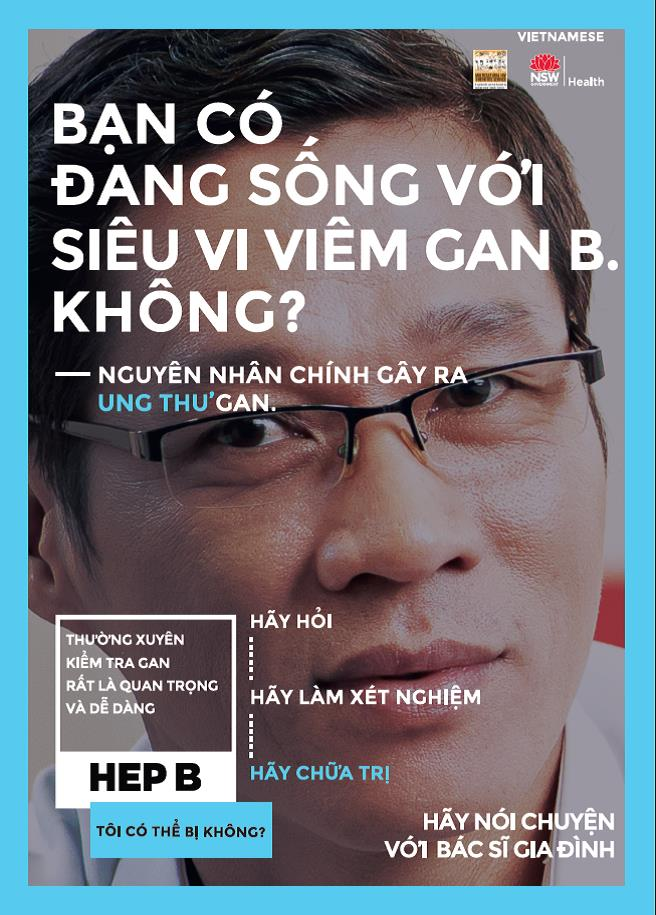 VIETNAMESE
NSW
GOVERNMENT
Health
BẠN CÓ
ĐANG SỐNG VỚI
SIÊU VI VIÊM GAN B.
KHÔNG?
— NGUYÊN NHÂN CHÍNH GÂY RA
UNG THƯ GAN.
THƯỜNG XUYÊN
KIỂM TRA GAN
RẤT LÀ QUAN TRỌNG
VÀ DỄ DÀNG
HEP B
TÔI CÓ THỂ BỊ KHÔNG?
HÃY HỎI
HÃY LÀM XÉT NGHIỆM
HÃY CHỮA TRỊ
HÃY NÓI CHUYỆN
VỚI BÁC SĨ GIA ĐÌNH